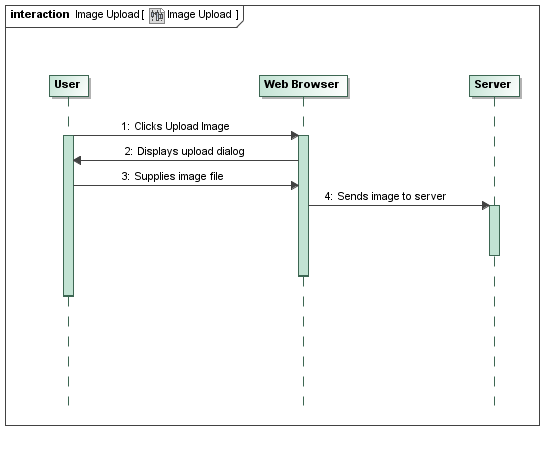 interaction Image Upload [ Image Upload ]
User
Web Browser
Server
1: Clicks Upload Image
2: Displays upload dialog
3: Supplies image file
4: Sends image to server